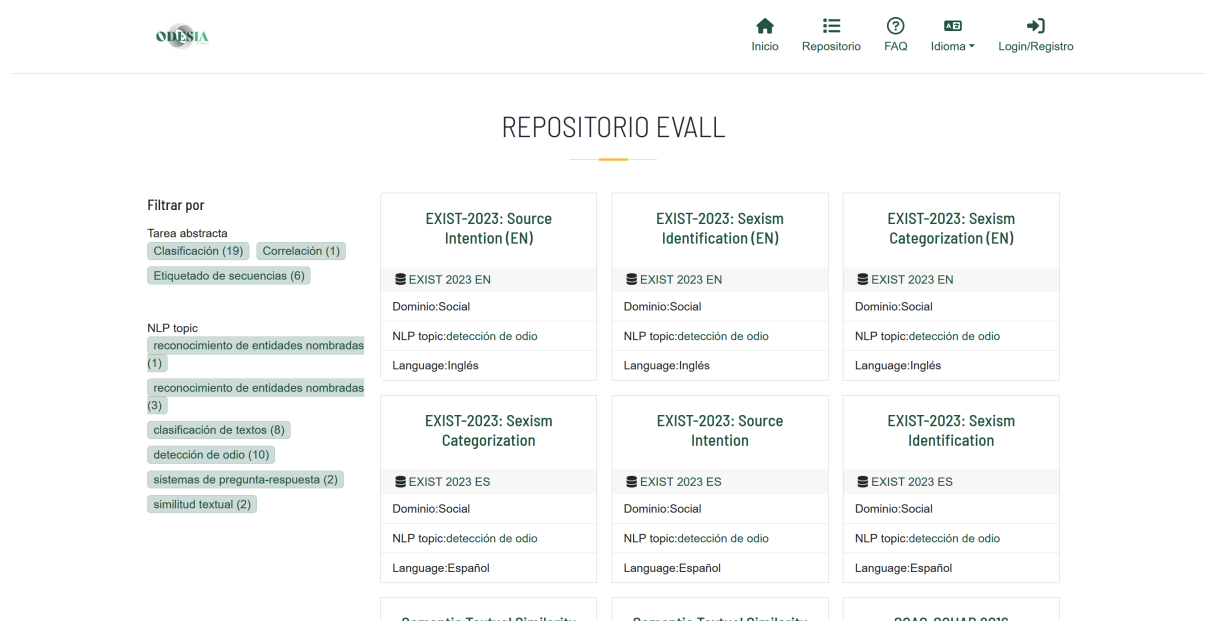 ODESIA
Inicio
Repositorio
FAQ
Idioma
Login/Registro
REPOSITORIO EVALL
Filtrar por
Tarea abstracta
Clasificación (19)
Correlación (1)
Etiquetado de secuencias (6)
NLP topic
reconocimiento de entidades nombradas
(1)
reconocimiento de entidades nombradas
(3)
clasificación de textos (8)
detección de odio (10)
sistemas de pregunta-respuesta (2)
similitud textual (2)
EXIST-2023: Source
Intention (EN)
EXIST 2023 EN
Dominio:Social
NLP topic:detección de odio
Language:Inglés
EXIST-2023: Sexism
Identification (EN)
EXIST 2023 EN
Dominio:Social
NLP topic:detección de odio
Language:Inglés
EXIST-2023: Sexism
Categorization (EN)
EXIST 2023 EN
Dominio:Social
NLP topic:detección de odio
Language:Inglés
EXIST-2023: Sexism
Categorization
EXIST 2023 ES
Dominio:Social
NLP topic:detección de odio
Language:Español
EXIST-2023: Source
Intention
EXIST 2023 ES
Dominio:Social
NLP topic:detección de odio
Language:Español
EXIST-2023: Sexism
Identification
EXIST 2023 ES
Dominio:Social
NLP topic:detección de odio
Language:Español
Semantic Textual Similarity
Semantic Textual Similarity